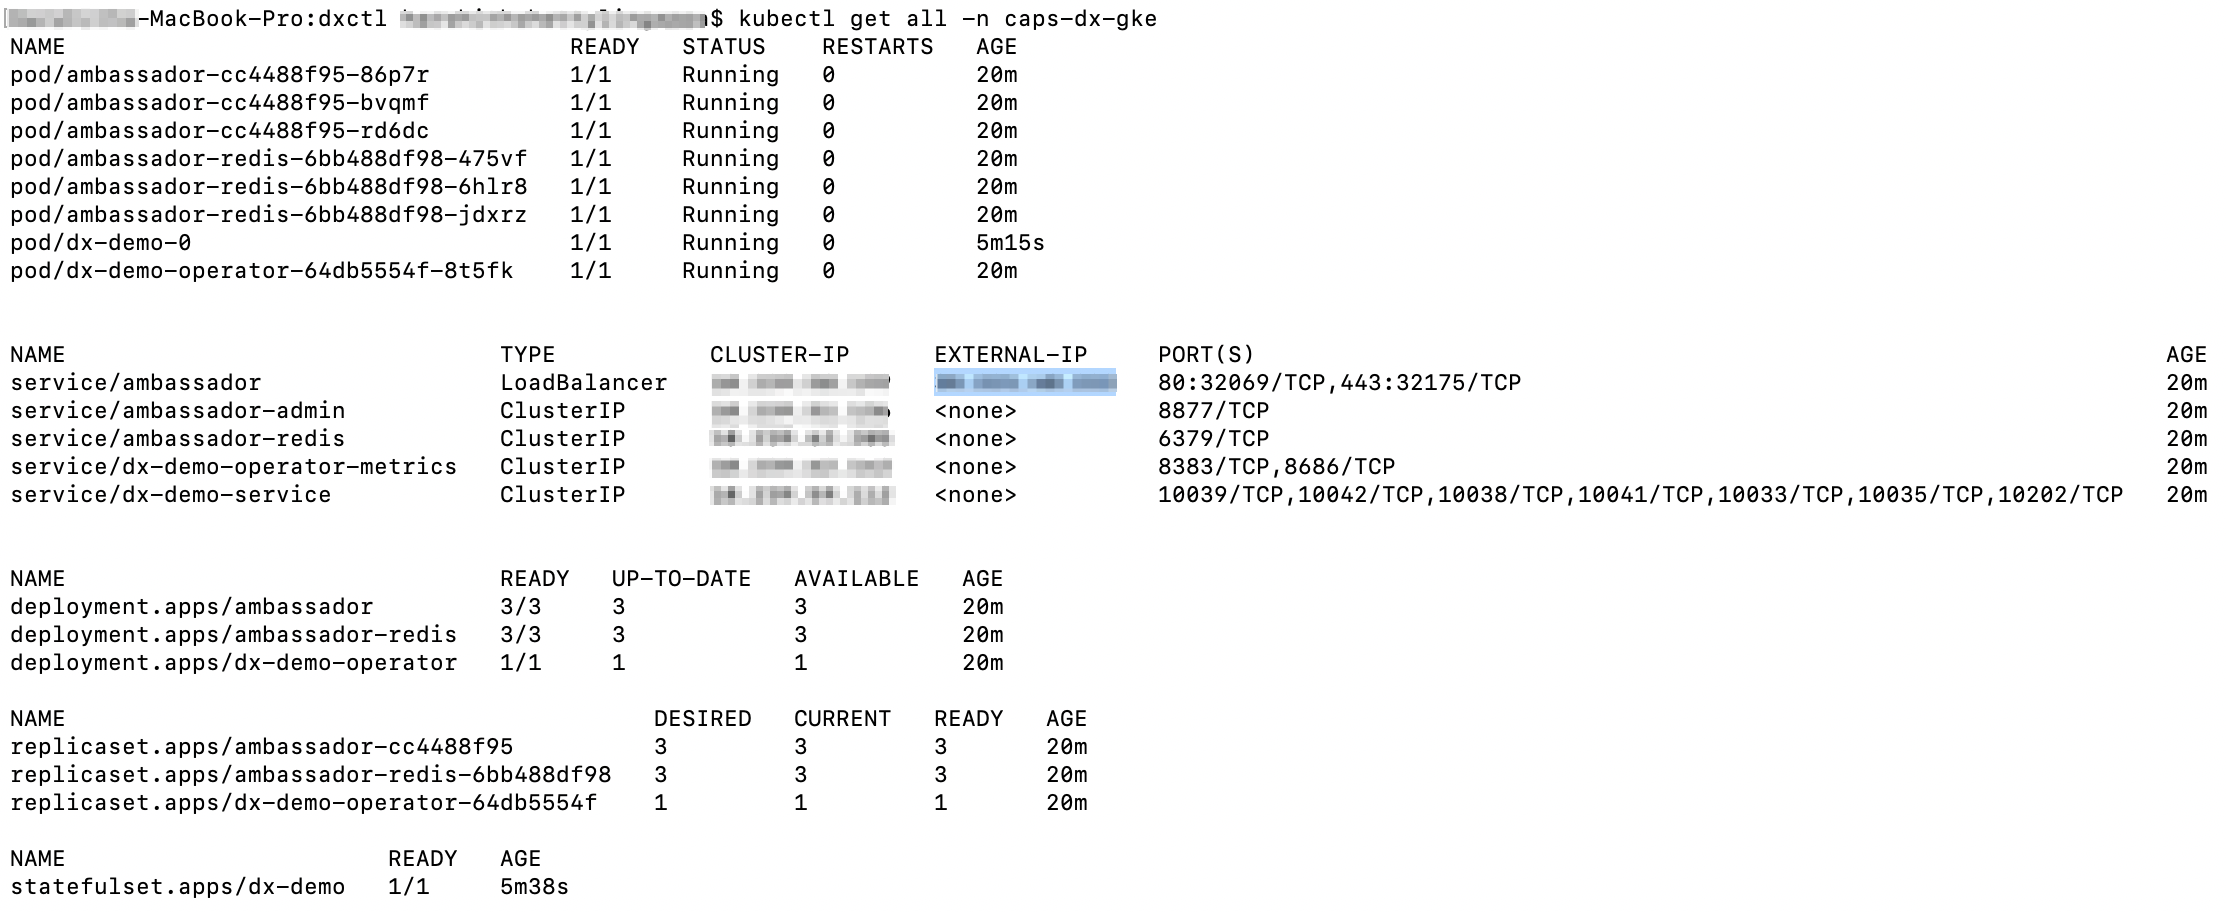 -MacBook-Pro:dxctl $ kubectl get all -n caps-dx-gke
NAME READY STATUS RESTARTS AGE
pod/ambassador-cc4488f95-86p7r 1/1 Running 0 20m
pod/ambassador-cc4488f95-bvqmf 1/1 Running 0 20m
pod/ambassador-cc4488f95-rd6dc 1/1 Running 0 20m
pod/ambassador-redis-6bb488df98-475vf 1/1 Running 0 20m
pod/ambassador-redis-6bb488df98-6hlr8 1/1 Running 0 20m
pod/ambassador-redis-6bb488df98-jdxrz 1/1 Running 0 20m
pod/dx-demo-0 1/1 Running 0 5m15s
pod/dx-demo-operator-64db5554f-8t5fk 1/1 Running 0 20m
NAME TYPE CLUSTER-IP EXTERNAL-IP PORT(S) AGE
service/ambassador LoadBalancer 80:32069/TCP,443:32175/TCP 20m
service/ambassador-admin ClusterIP <none> 8877/TCP 20m
service/ambassador-redis ClusterIP <none> 6379/TCP 20m
service/dx-demo-operator-metrics ClusterIP <none> 8383/TCP,8686/TCP 20m
service/dx-demo-service ClusterIP <none> 10039/TCP,10042/TCP,10038/TCP,10041/TCP,10033/TCP,10035/TCP,10202/TCP 20m
NAME READY UP-TO-DATE AVAILABLE AGE
deployment.apps/ambassador 3/3 3 3 20m
deployment.apps/ambassador-redis 3/3 3 3 20m
deployment.apps/dx-demo-operator 1/1 1 1 20m
NAME DESIRED CURRENT READY AGE
replicaset.apps/ambassador-cc4488f95 3 3 3 20m
replicaset.apps/ambassador-redis-6bb488df98 3 3 3 20m
replicaset.apps/dx-demo-operator-64db5554f 1 1 1 20m
NAME READY AGE
statefulset.apps/dx-demo 1/1 5m38s